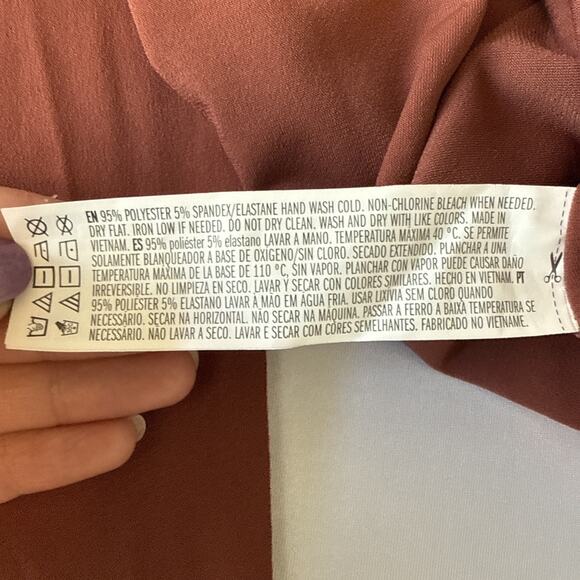 EN 95% POLYESTER 5% SPANDEX/ELASTANE HAND WASH COLD. NON-CHLORINE BLEACH WHEN NEEDED.
DRY FLAT. IRON LOW IF NEEDED. DO NOT DRY CLEAN. WASH AND DRY WITH LIKE COLORS. MADE IN
VIETNAM. ES 95% poliéster 5% elastano LAVAR A MANO. TEMPERATURA MÁXIMA 40 ºC. SE PERMITE
SOLAMENTE BLANQUEADOR A BASE DE OXÍGENO/SIN CLORO. SECADO EXTENDIDO. PLANCHAR A UNA
TEMPERATURA MÁXIMA DE LA BASE DE 110 ºC, SIN VAPOR. PLANCHAR CON VAPOR PUEDE CAUSAR DAÑO
IRREVERSIBLE. NO LIMPIEZA EN SECO. LAVAR Y SECAR CON COLORES SIMILARES. HECHO EN VIETNAM. PT
95% POLIÉSTER 5% ELASTANO LAVAR À MÃO EM ÁGUA FRIA. USAR LIXIVIA SEM CLORO QUANDO
NECESSÁRIO. SECAR NA HORIZONTAL. NÃO SECAR NA MÁQUINA. PASSAR A FERRO A BAIXA TEMPERATURA SE
NECESSÁRIO. NÃO LAVAR A SECO. LAVAR E SECAR COM CORES SEMELHANTES. FABRICADO NO VIETNAME.